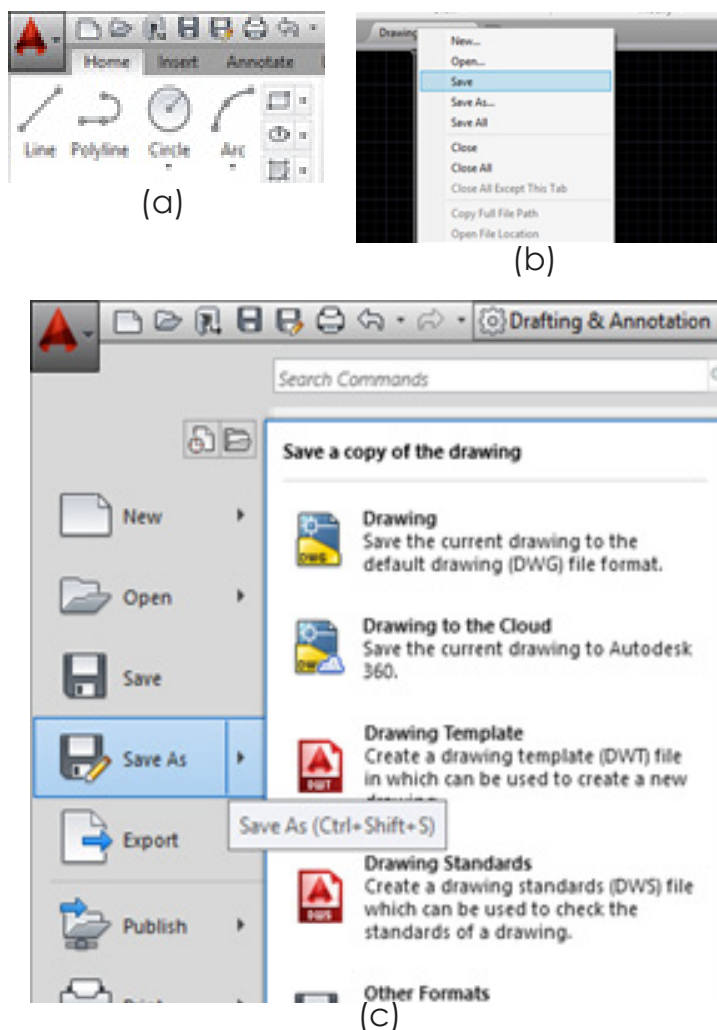 Home Insert Annotate
Line Polyline Circle Arc
(a)
Drawing
New...
Open...
Save
Save As...
Save All
Close
Close All
Close All Except This Tab
Copy Full File Path
Open File Location
(b)
Drafting & Annotation
Search Commands
Save a copy of the drawing
New
Open
Save
Save As
Export
Publish
Drawing
Save the current drawing to the
default drawing (DWG) file format.
DWG
Drawing to the Cloud
Save the current drawing to Autodesk
360.
Drawing Template
Create a drawing template (DWT) file
in which can be used to create a new
DWT
Save As (Ctrl+Shift+S)
Drawing Standards
Create a drawing standards (DWS) file
which can be used to check the
standards of a drawing.
DWS
Other Formats
(c)